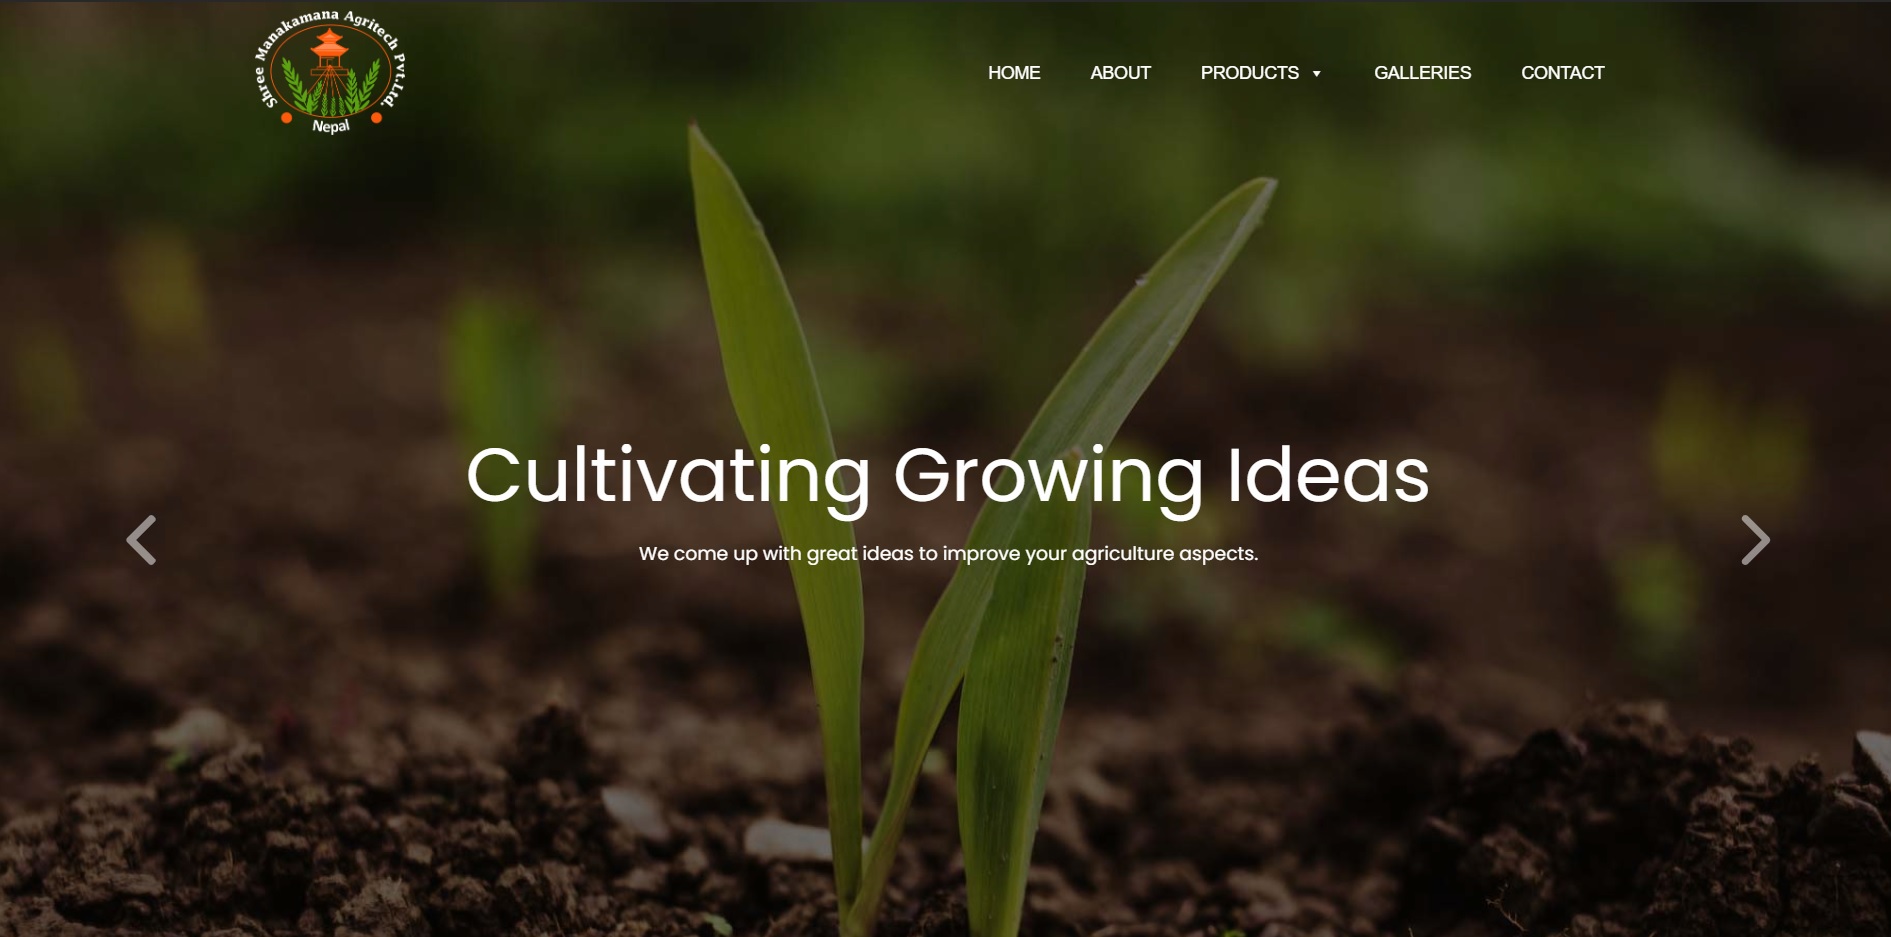 Shree Manakamana Agritech Pvt.Ltd.
Nepal
HOME ABOUT PRODUCTS GALLERIES CONTACT
Cultivating Growing Ideas
We come up with great ideas to improve your agriculture aspects.